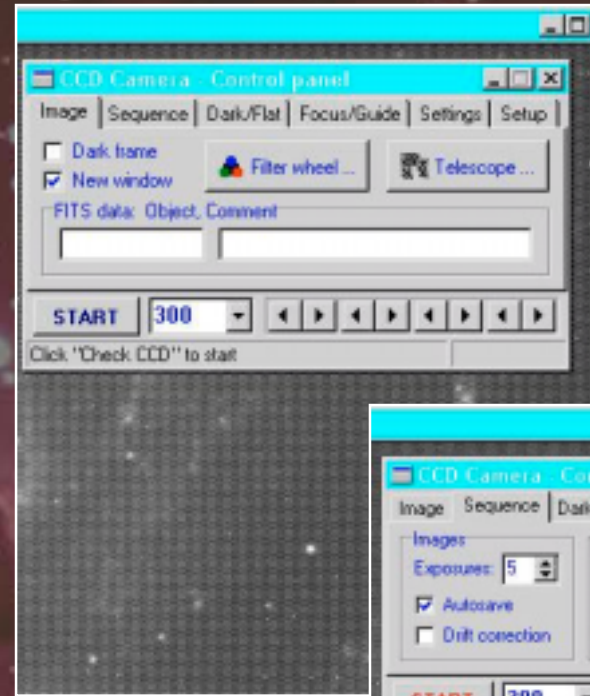 CCD Camera - Control panel
Image Sequence Dark/Flat Focus/Guide Settings Setup
Dark frame
Filter wheel ...
Telescope ...
New window
FITS data: Object, Comment
START 300
Click "Check CCD" to start
CCD Camera - Co
Image Sequence Dark
Images
Exposures: 5
Autosave
Drift correction
START 300